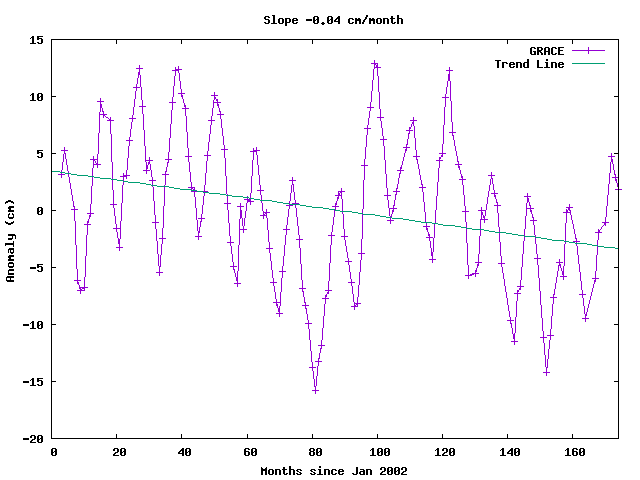 Slope -0.04 cm/month
GRACE
Trend Line
15
10
5
0
-5
-10
-15
-20
Anomaly (cm)
0 20 40 60 80 100 120 140 160
Months since Jan 2002